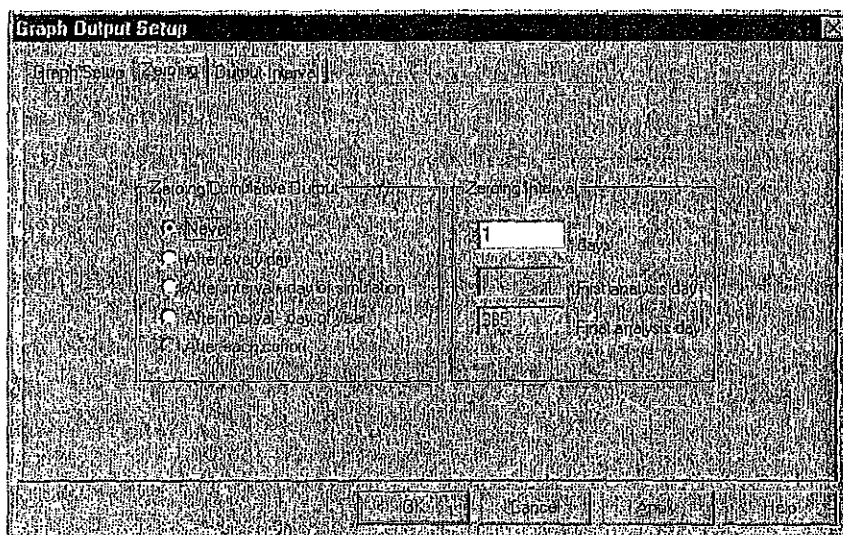 Graph Output Setup
Graph Setup Zeroing Output Interval
Zeroing Cumulative Output
Never
After every day
After interval - day of simulation
After interval - day of year
After each cohort
Zeroing Interval
1 days
First analysis day
365 Final analysis day
OK Cancel Apply Help